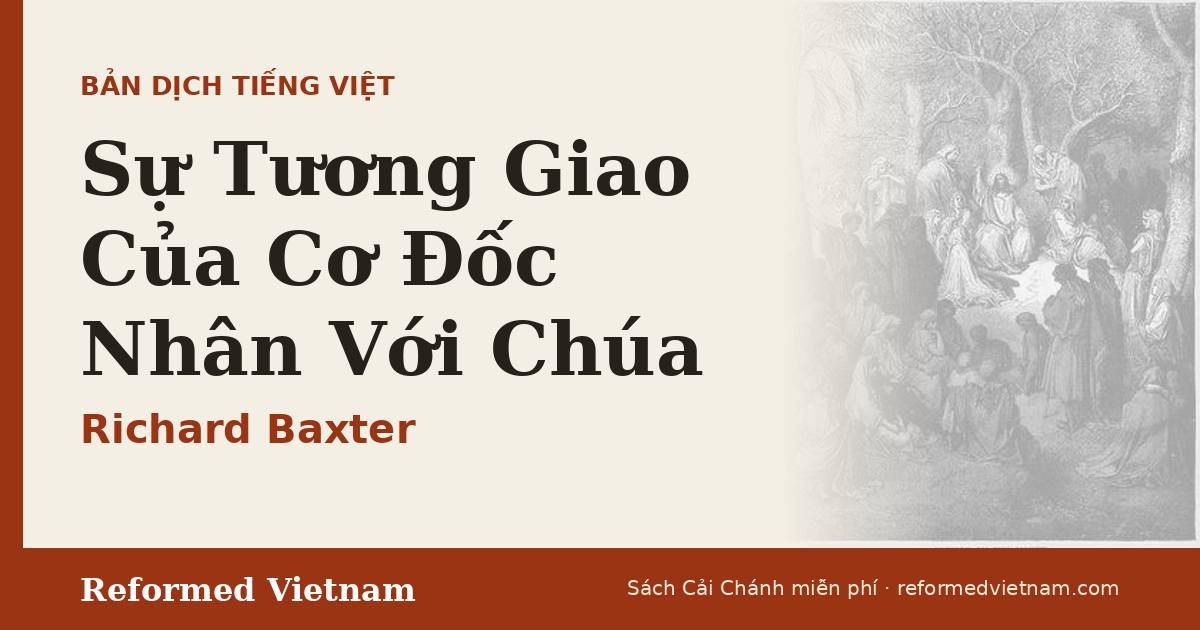 BẢN DỊCH TIẾNG VIỆT
Sự Tương Giao
Của Cơ Đốc
Nhân Với Chúa
Richard Baxter
Reformed Vietnam
Sách Cải Chánh miễn phí · reformedvietnam.com